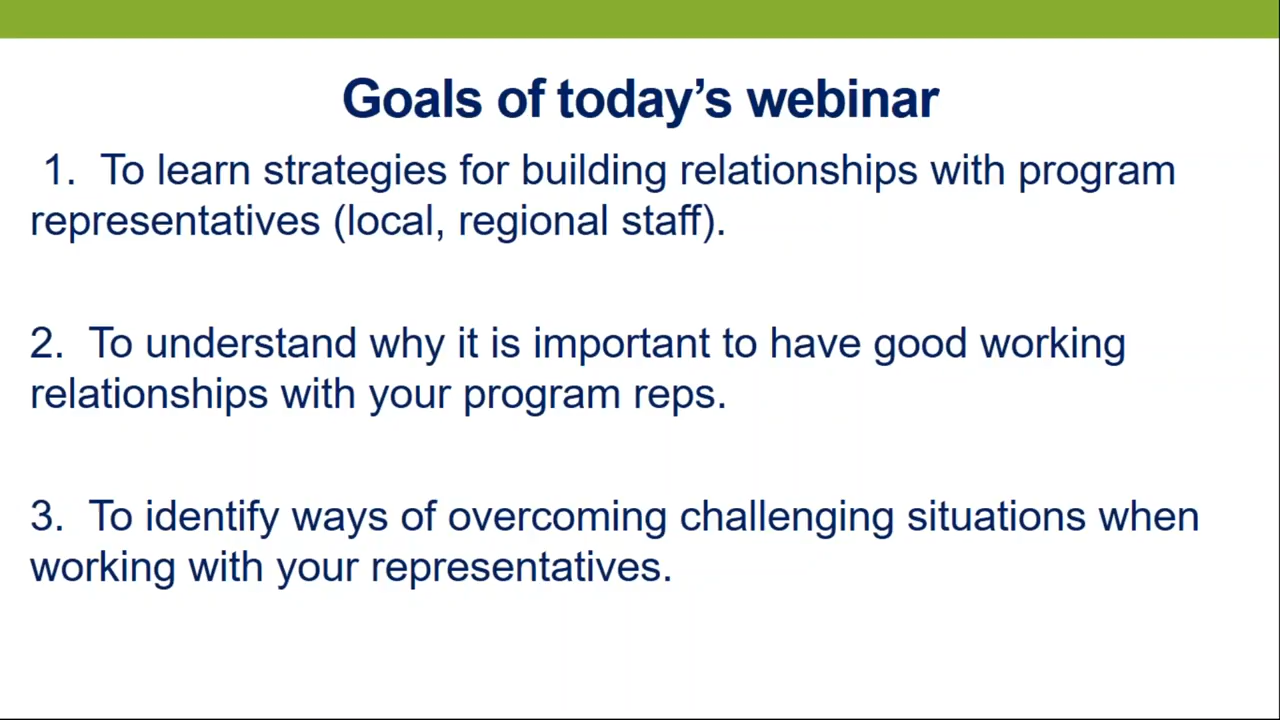 Goals of today’s webinar
1. To learn strategies for building relationships with program
representatives (local, regional staff).
2. To understand why it is important to have good working
relationships with your program reps.
3. To identify ways of overcoming challenging situations when
working with your representatives.